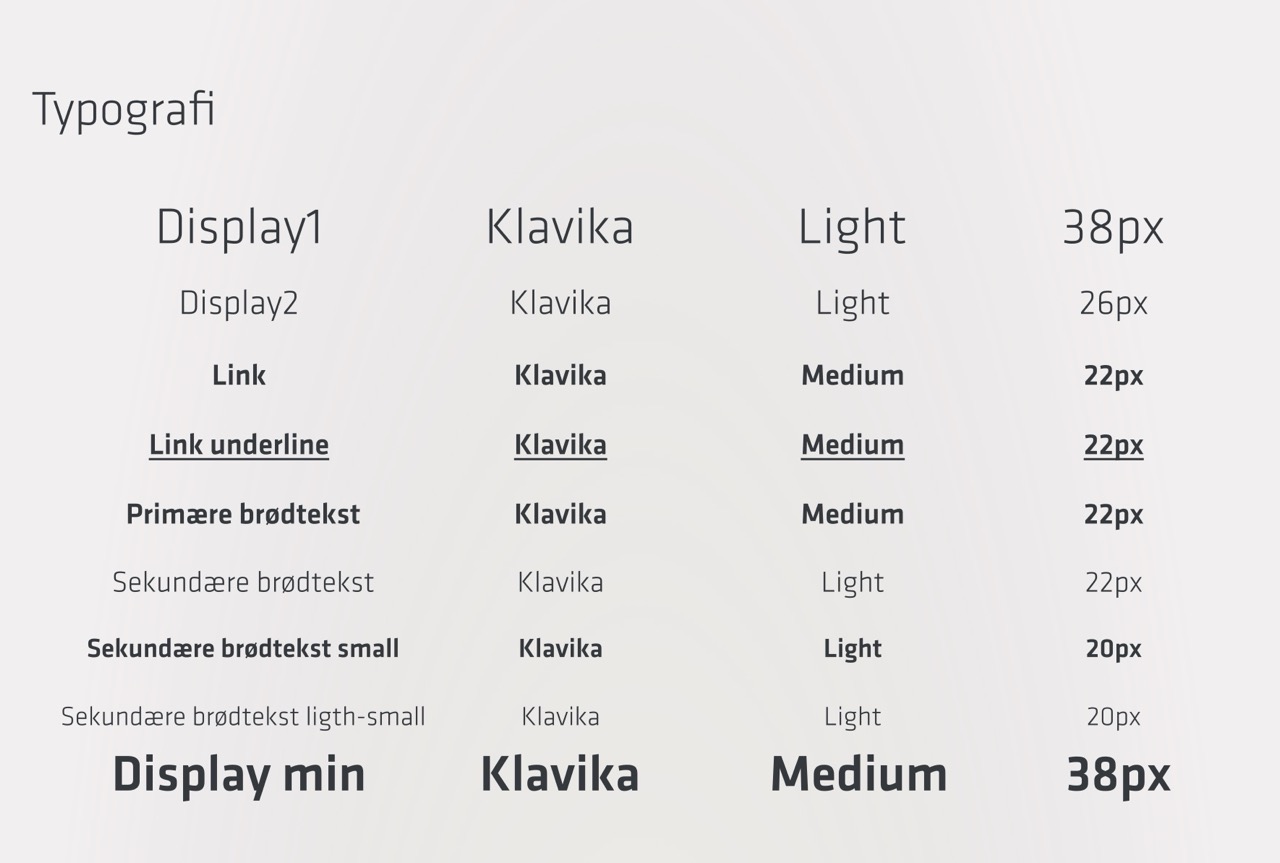 Typografi
Display1 Klavika Light 38px
Display2 Klavika Light 26px
Link Klavika Medium 22px
Link underline Klavika Medium 22px
Primære brødtekst Klavika Medium 22px
Sekundære brødtekst Klavika Light 22px
Sekundære brødtekst small Klavika Light 20px
Sekundære brødtekst ligth-small Klavika Light 20px
Display min Klavika Medium 38px